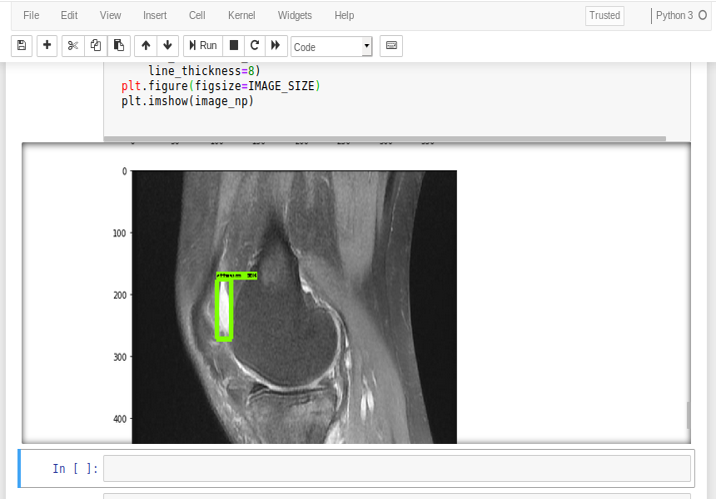 File Edit View Insert Cell Kernel Widgets Help Trusted Python 3
Run Code
line_thickness=8)
plt.figure(figsize=IMAGE_SIZE)
plt.imshow(image_np)
0
100
200
300
400
In [ ]: